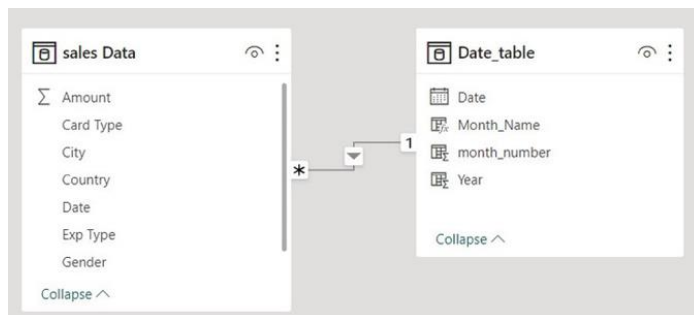 sales Data
Σ Amount
Card Type
City
Country
Date
Exp Type
Gender
Collapse
*
1
Date_table
Date
Month_Name
month_number
Year
Collapse